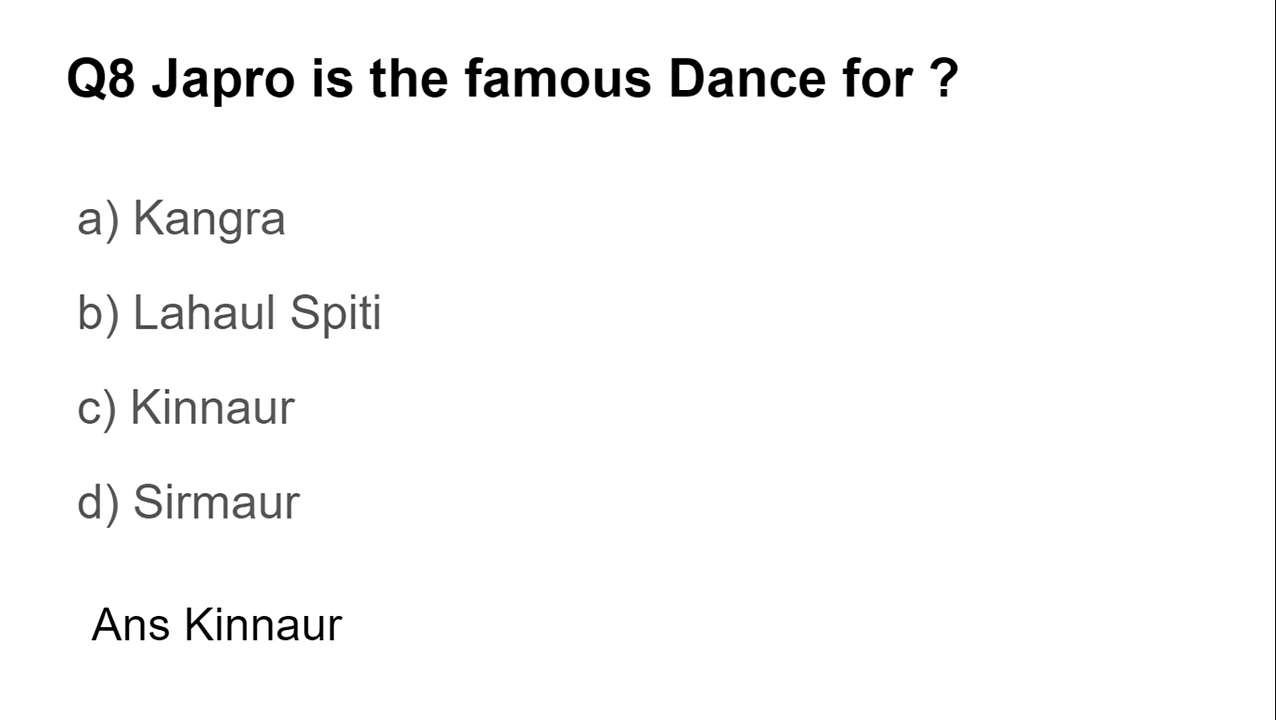 Q8 Japro is the famous Dance for ?
a) Kangra
b) Lahaul Spiti
c) Kinnaur
d) Sirmaur
Ans Kinnaur